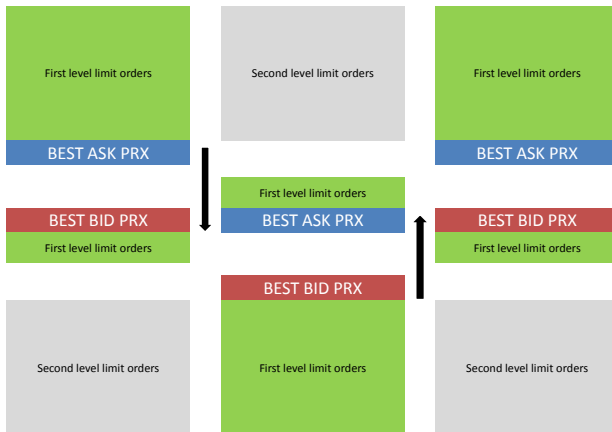 First level limit orders
BEST ASK PRX
BEST BID PRX
First level limit orders
Second level limit orders
Second level limit orders
First level limit orders
BEST ASK PRX
BEST BID PRX
First level limit orders
First level limit orders
BEST ASK PRX
BEST BID PRX
First level limit orders
Second level limit orders